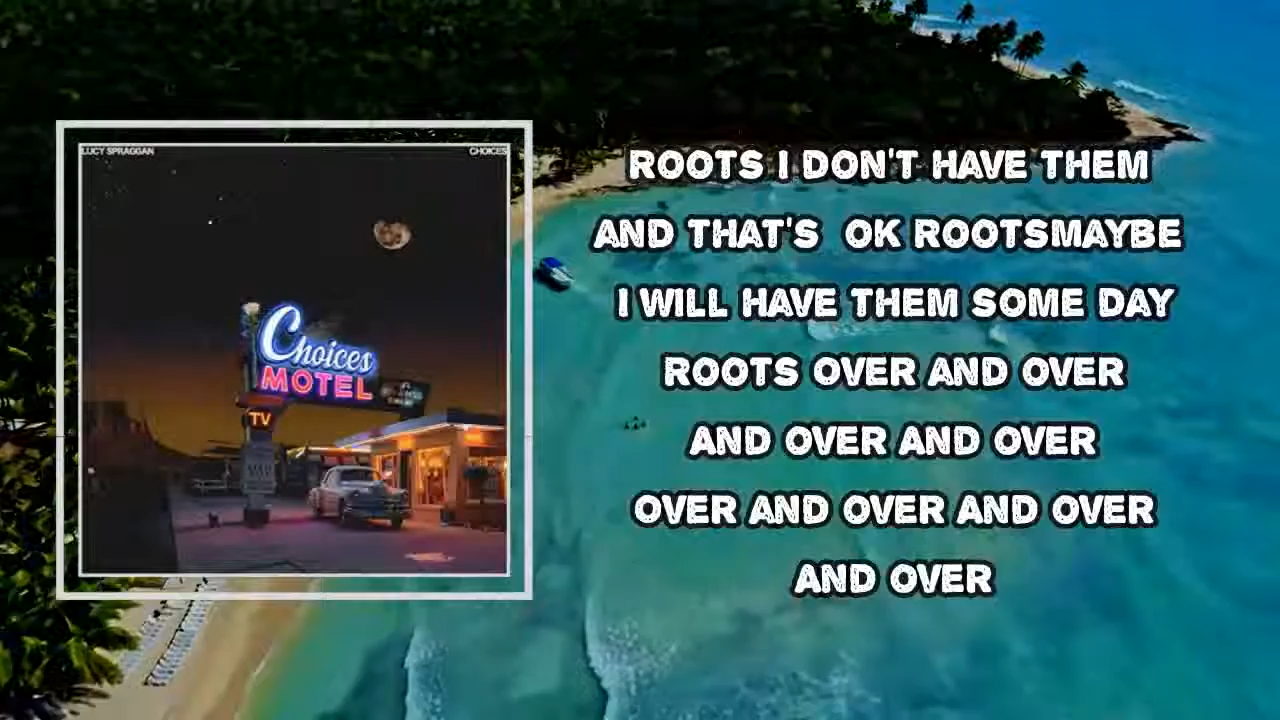 LUCY SPRAGGAN
CHOICES
Choices
MOTEL
TV
ROOTS I DON'T HAVE THEM
AND THAT'S  OK ROOTSMAYBE
I WILL HAVE THEM SOME DAY
ROOTS OVER AND OVER
AND OVER AND OVER
OVER AND OVER AND OVER
AND OVER